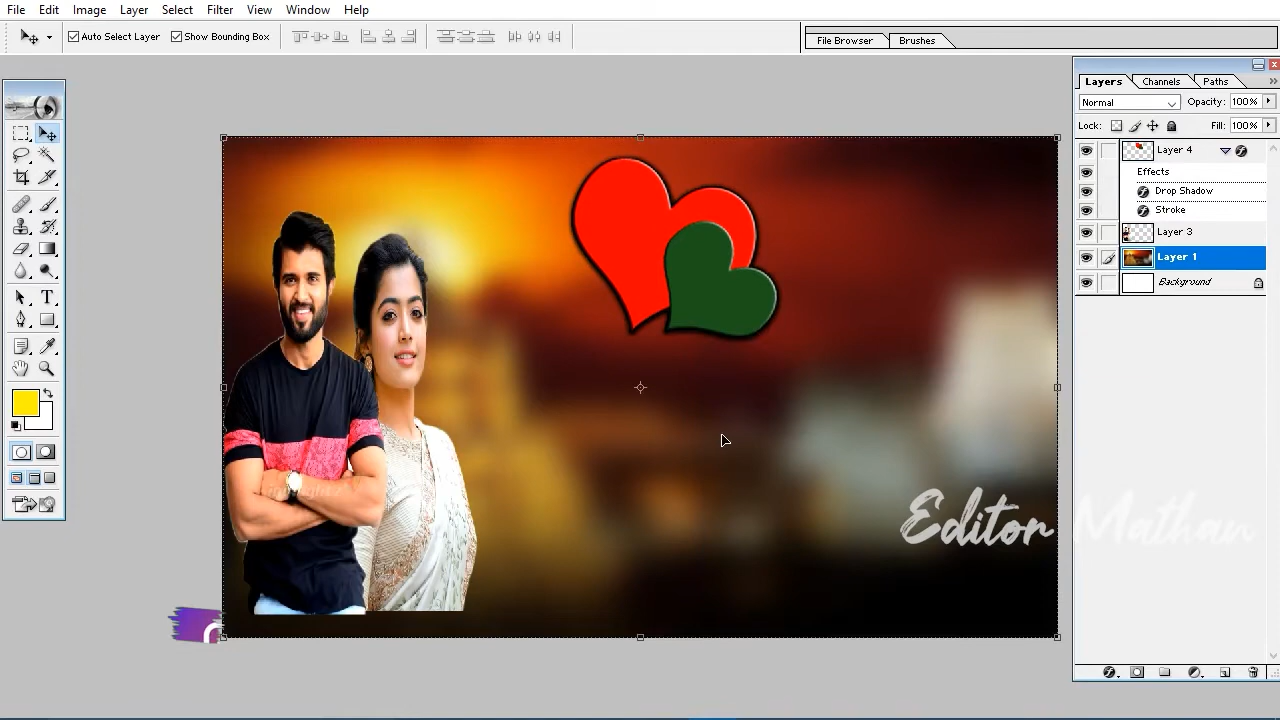 File Edit Image Layer Select Filter View Window Help
Auto Select Layer Show Bounding Box File Browser Brushes
Layers Channels Paths
Normal Opacity: 100%
Lock: Fill: 100%
Layer 4
Effects
Drop Shadow
Stroke
Layer 3
Layer 1
Background
T
Editor Mathan